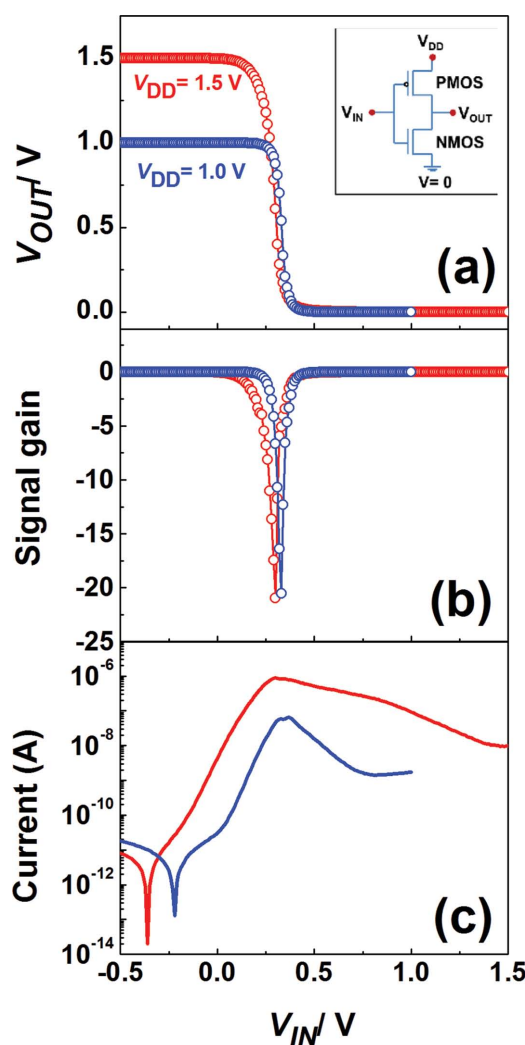 1.5
1.0
0.5
0.0
V_OUT/ V
V_DD= 1.5 V
V_DD= 1.0 V
V_DD
PMOS
V_IN
V_OUT
NMOS
V= 0
(a)
0
-5
-10
-15
-20
-25
Signal gain
(b)
10^-6
10^-8
10^-10
10^-12
10^-14
Current (A)
(c)
-0.5
0.0
0.5
1.0
1.5
V_IN/ V